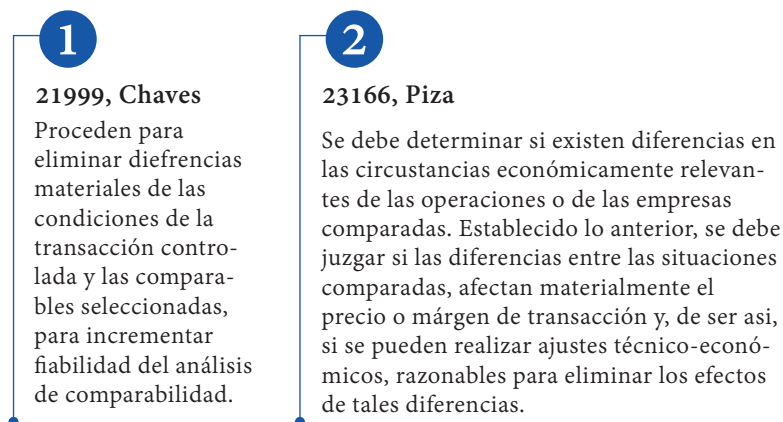 1
21999, Chaves
Proceden para
eliminar diefrencias
materiales de las
condiciones de la
transacción contro-
lada y las compara-
bles seleccionadas,
para incrementar
fiabilidad del análisis
de comparabilidad.
2
23166, Piza
Se debe determinar si existen diferencias en
las circustancias económicamente relevan-
tes de las operaciones o de las empresas
comparadas. Establecido lo anterior, se debe
juzgar si las diferencias entre las situaciones
comparadas, afectan materialmente el
precio o márgen de transacción y, de ser asi,
si se pueden realizar ajustes técnico-econó-
micos, razonables para eliminar los efectos
de tales diferencias.